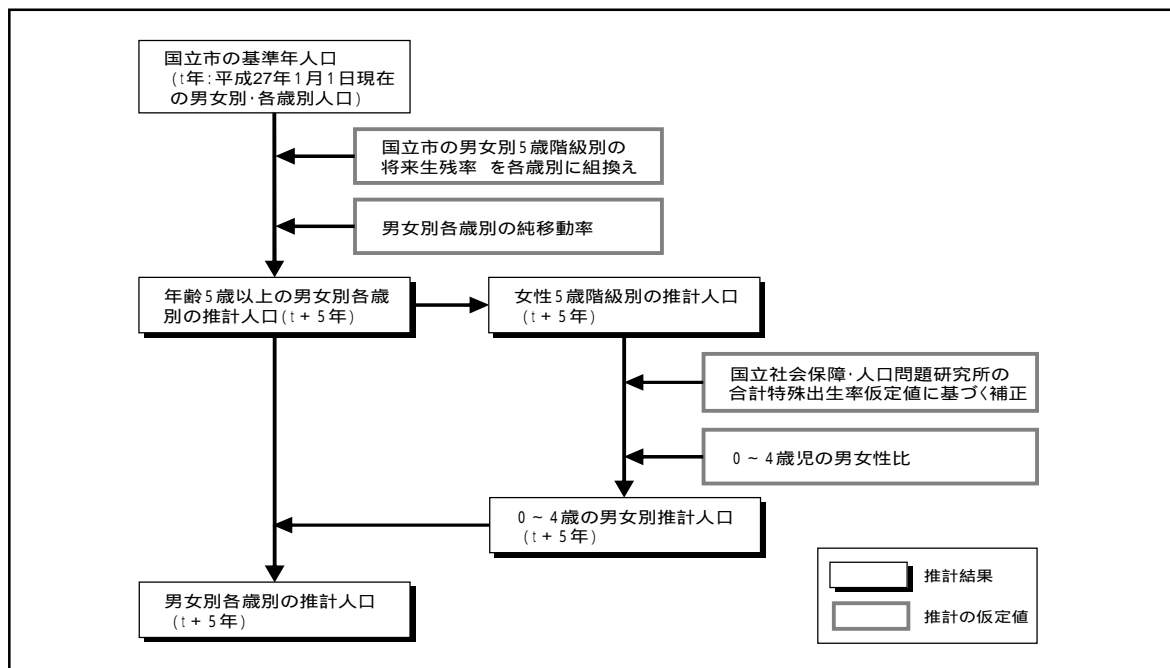 国立市の基準年人口
(t年:平成27年1月1日現在
の男女別・各歳別人口)
国立市の男女別5歳階級別の
将来生残率 を各歳別に組換え
男女別各歳別の純移動率
年齢5歳以上の男女別各歳
別の推計人口(t+5年)
女性5歳階級別の推計人口
(t+5年)
国立社会保障・人口問題研究所の
合計特殊出生率仮定値に基づく補正
0~4歳児の男女性比
0~4歳の男女別推計人口
(t+5年)
男女別各歳別の推計人口
(t+5年)
推計結果
推計の仮定値